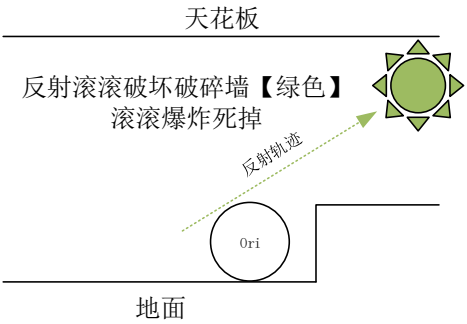 天花板
反射滚滚破坏破碎墙【绿色】
滚滚爆炸死掉
反射轨迹
Ori
地面